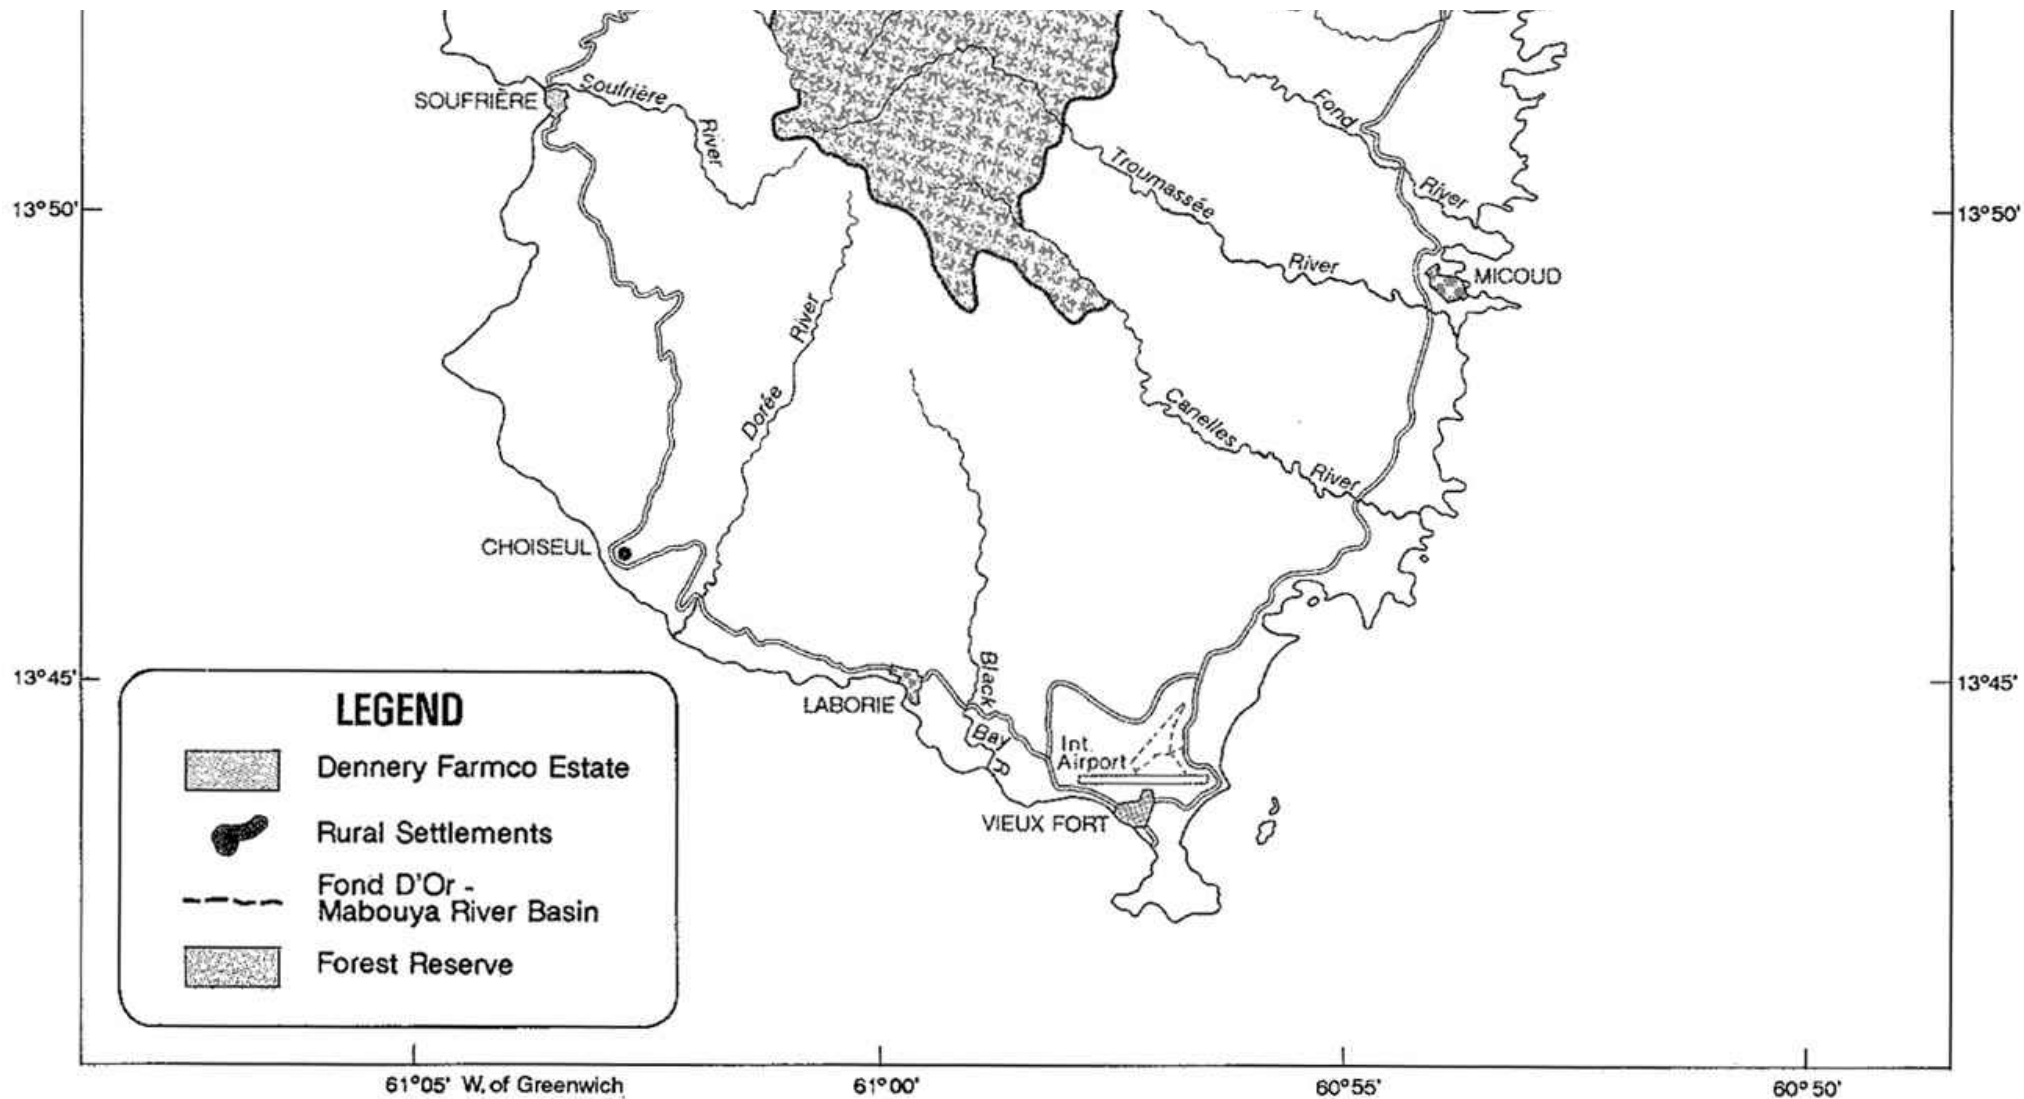 SOUFRIÈRE
Soufrière
River
Fond
River
Troumassée
River
13°50'
13°50'
MICOUD
River
Dorée
Canelles
River
CHOISEUL
13°45'
13°45'
LABORIE
Black
Bay
R
Int.
Airport
VIEUX FORT
LEGEND
Dennery Farmco Estate
Rural Settlements
Fond D'Or -
Mabouya River Basin
Forest Reserve
61°05' W. of Greenwich
61°00'
60°55'
60°50'